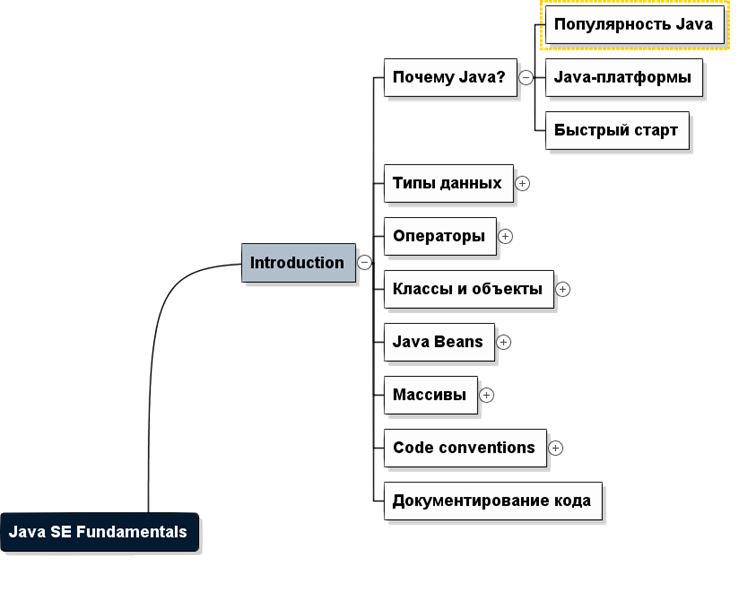 Популярность Java
Почему Java?
Java-платформы
Быстрый старт
Типы данных
Операторы
Introduction
Классы и объекты
Java Beans
Массивы
Code conventions
Документирование кода
Java SE Fundamentals